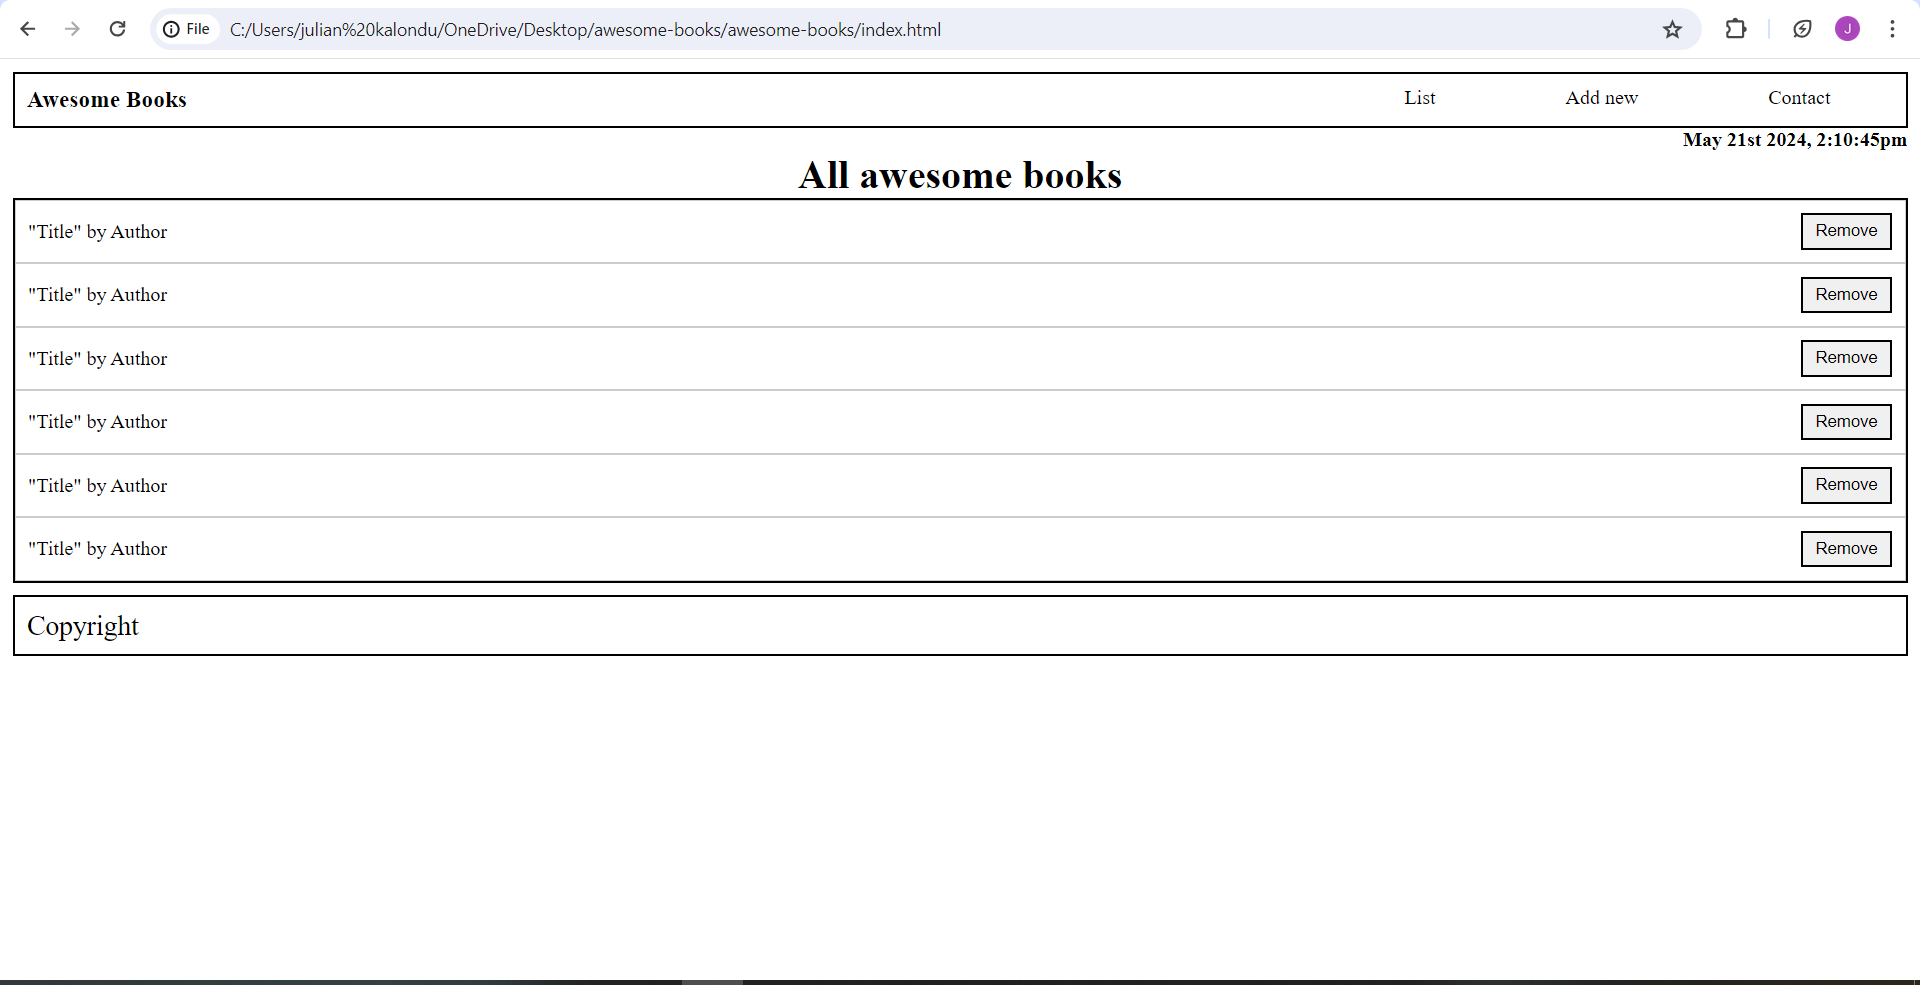 File C:/Users/julian%20kalondu/OneDrive/Desktop/awesome-books/awesome-books/index.html J
Awesome Books List Add new Contact
May 21st 2024, 2:10:45pm
All awesome books
"Title" by Author Remove
"Title" by Author Remove
"Title" by Author Remove
"Title" by Author Remove
"Title" by Author Remove
"Title" by Author Remove
Copyright